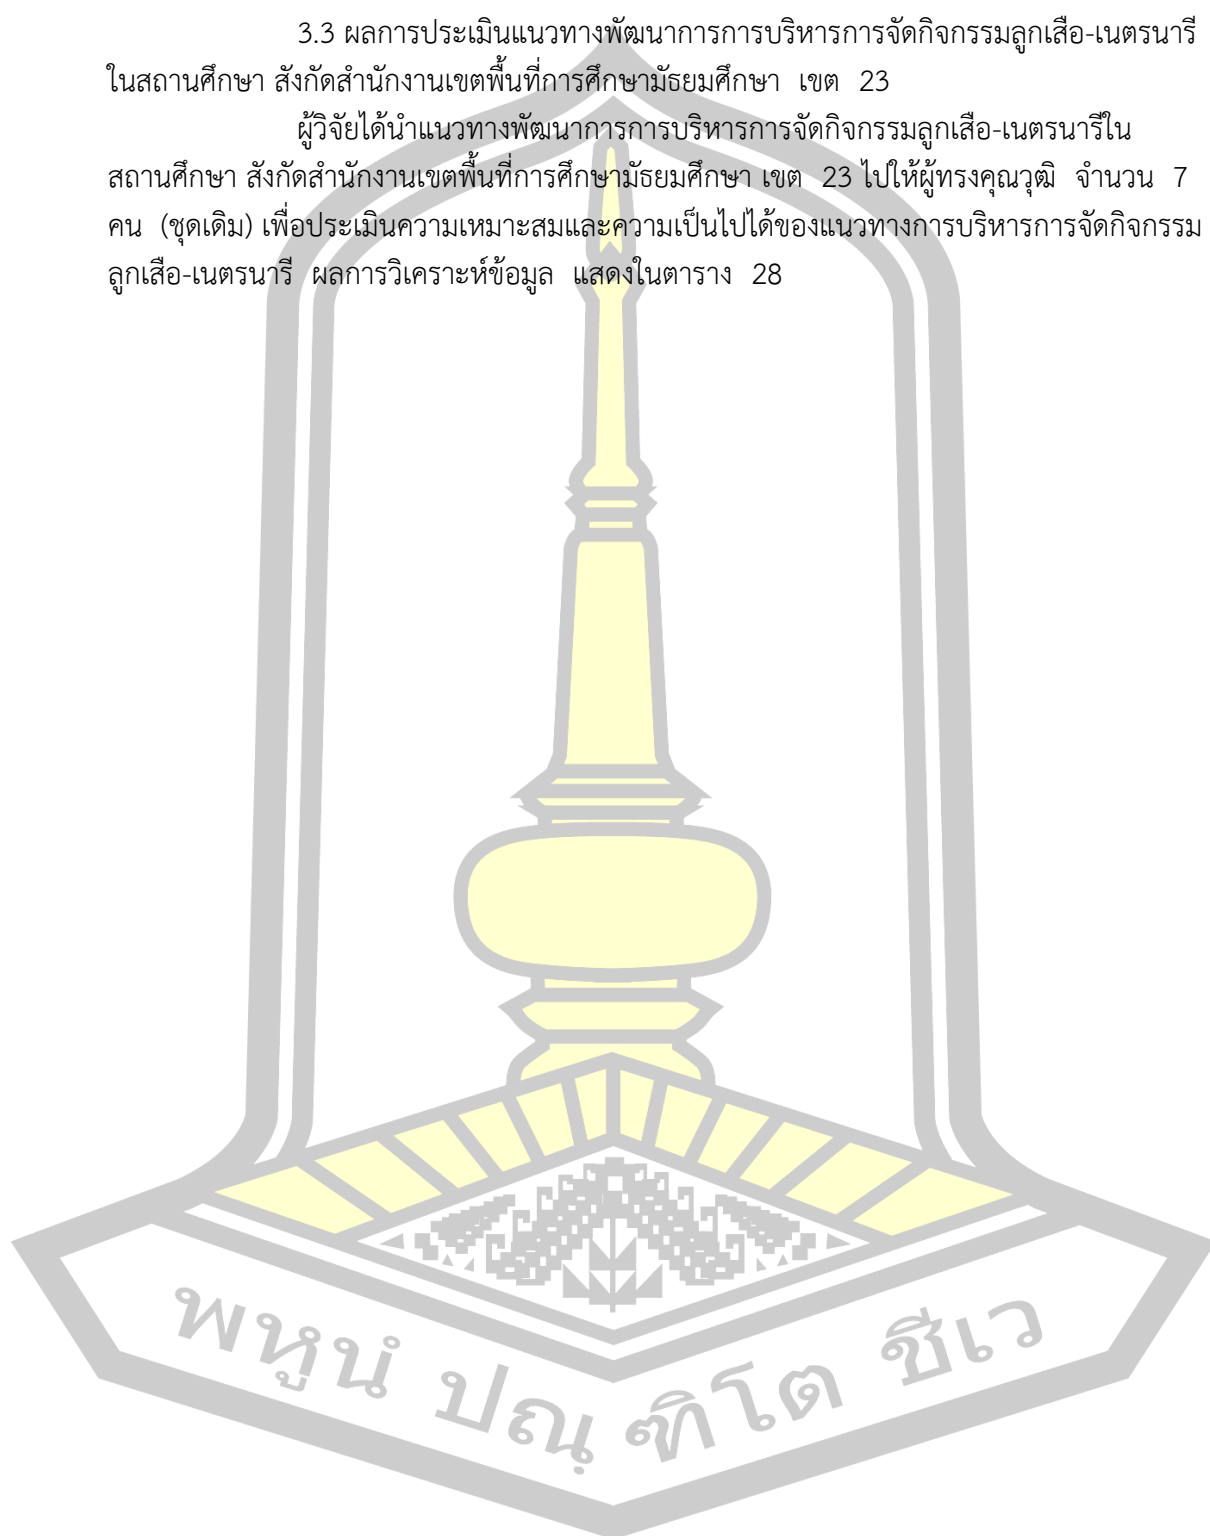 3.3 ผลการประเมินแนวทางพัฒนาการการบริหารการจัดกิจกรรมลูกเสือ-เนตรนารี
ในสถานศึกษา สังกัดสำนักงานเขตพื้นที่การศึกษามัธยมศึกษา เขต 23
ผู้วิจัยได้นำแนวทางพัฒนาการการบริหารการจัดกิจกรรมลูกเสือ-เนตรนารีใน
สถานศึกษา สังกัดสำนักงานเขตพื้นที่การศึกษามัธยมศึกษา เขต 23 ไปให้ผู้ทรงคุณวุฒิ จำนวน 7
คน (ชุดเดิม) เพื่อประเมินความเหมาะสมและความเป็นไปได้ของแนวทางการบริหารการจัดกิจกรรม
ลูกเสือ-เนตรนารี ผลการวิเคราะห์ข้อมูล แสดงในตาราง 28
พหูนํ ปณฺฑิโต ชีเว